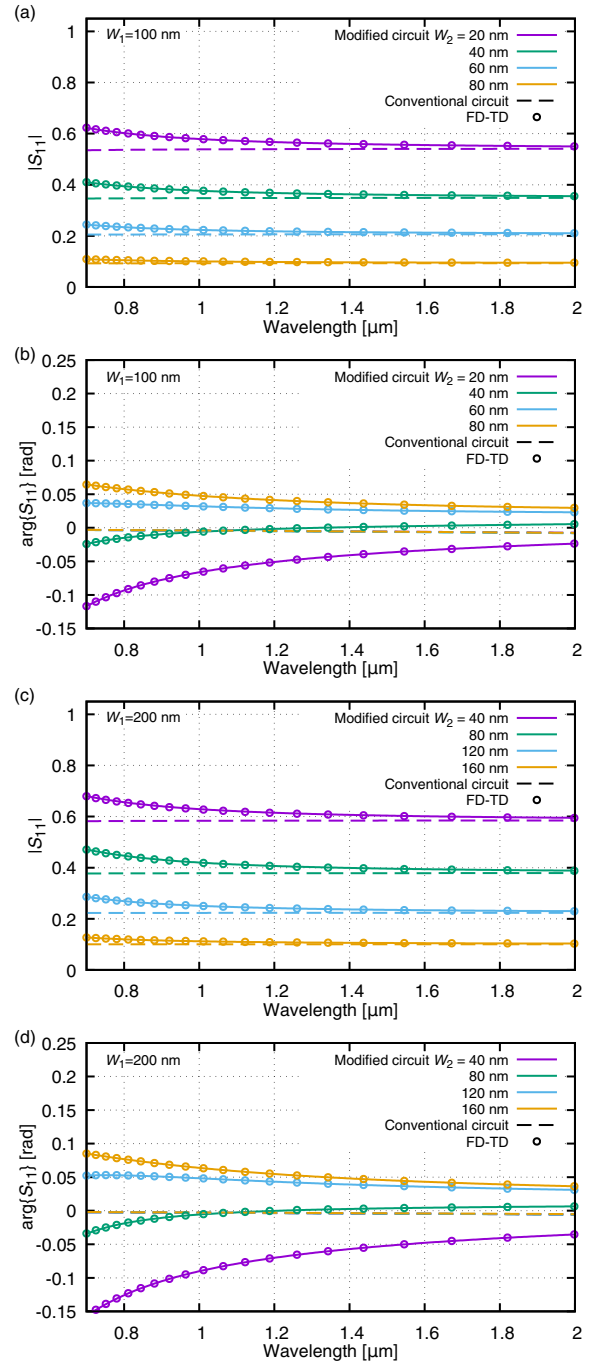 (a)
W1=100 nm
Modified circuit W2 = 20 nm
40 nm
60 nm
80 nm
Conventional circuit
FD-TD
|S11|
1
0.8
0.6
0.4
0.2
0
0.8 1 1.2 1.4 1.6 1.8 2
Wavelength [µm]
(b)
W1=100 nm
Modified circuit W2 = 20 nm
40 nm
60 nm
80 nm
Conventional circuit
FD-TD
arg{S11} [rad]
0.25
0.2
0.15
0.1
0.05
0
-0.05
-0.1
-0.15
0.8 1 1.2 1.4 1.6 1.8 2
Wavelength [µm]
(c)
W1=200 nm
Modified circuit W2 = 40 nm
80 nm
120 nm
160 nm
Conventional circuit
FD-TD
|S11|
1
0.8
0.6
0.4
0.2
0
0.8 1 1.2 1.4 1.6 1.8 2
Wavelength [µm]
(d)
W1=200 nm
Modified circuit W2 = 40 nm
80 nm
120 nm
160 nm
Conventional circuit
FD-TD
arg{S11} [rad]
0.25
0.2
0.15
0.1
0.05
0
-0.05
-0.1
-0.15
0.8 1 1.2 1.4 1.6 1.8 2
Wavelength [µm]